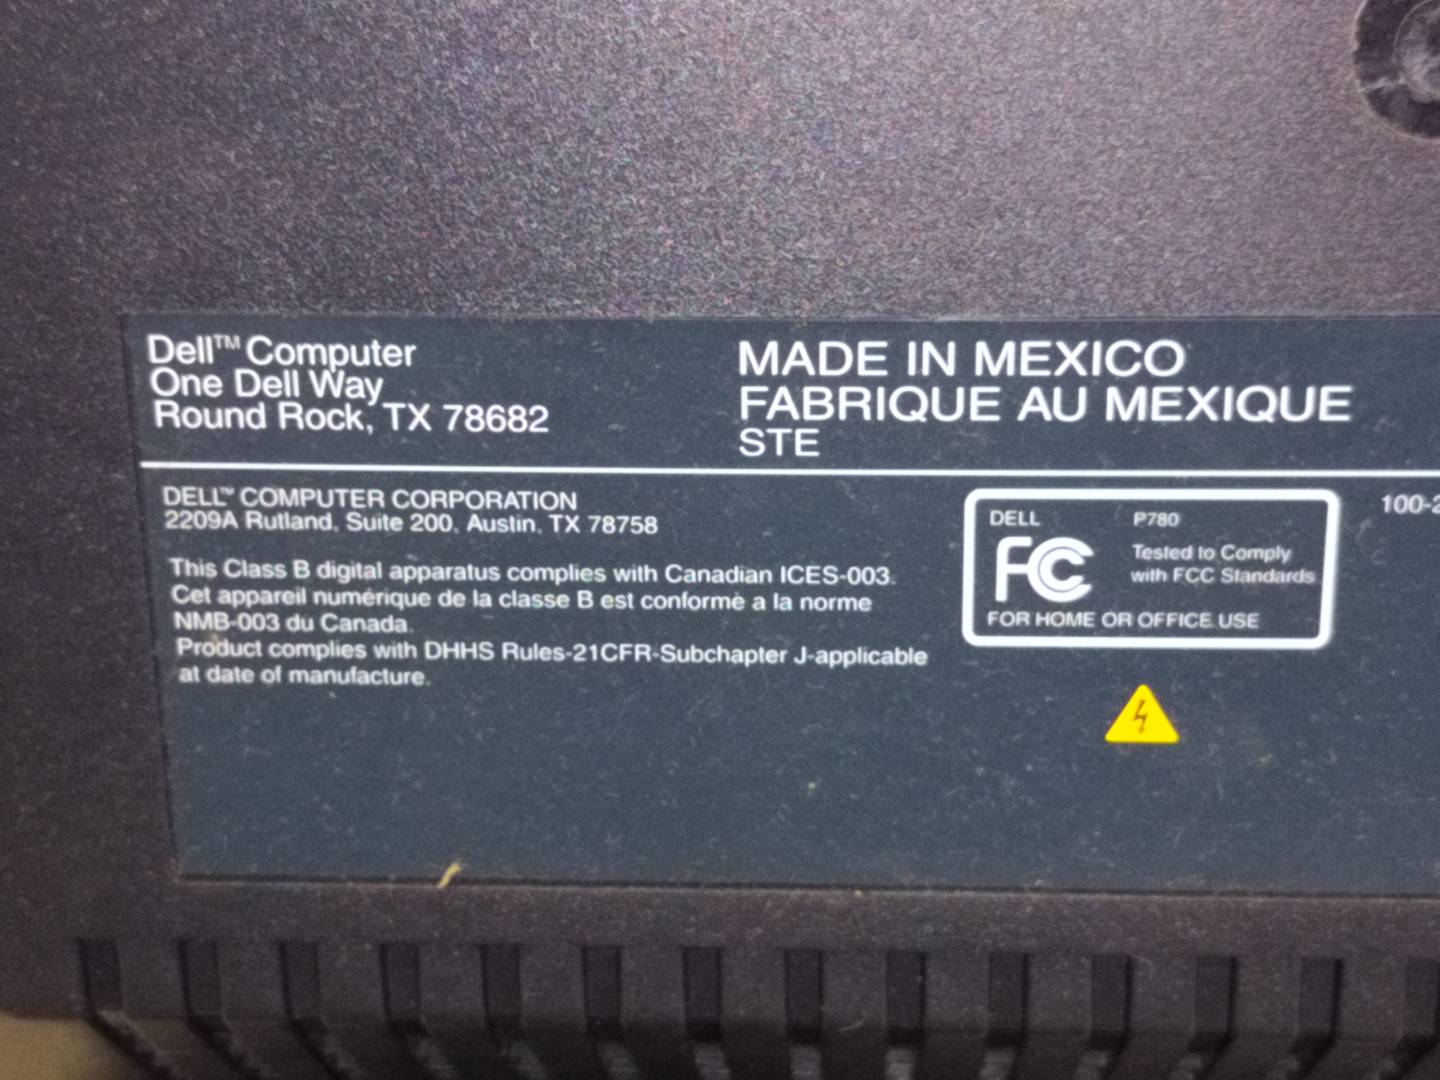 Dell™ Computer
One Dell Way
Round Rock, TX 78682
MADE IN MEXICO
FABRIQUE AU MEXIQUE
STE
DELL™ COMPUTER CORPORATION
2209A Rutland, Suite 200, Austin, TX 78758
This Class B digital apparatus complies with Canadian ICES-003.
Cet appareil numérique de la classe B est conformè a la norme
NMB-003 du Canada.
Product complies with DHHS Rules-21CFR-Subchapter J-applicable
at date of manufacture.
DELL P780
FC
Tested to Comply
with FCC Standards
FOR HOME OR OFFICE USE
100-2